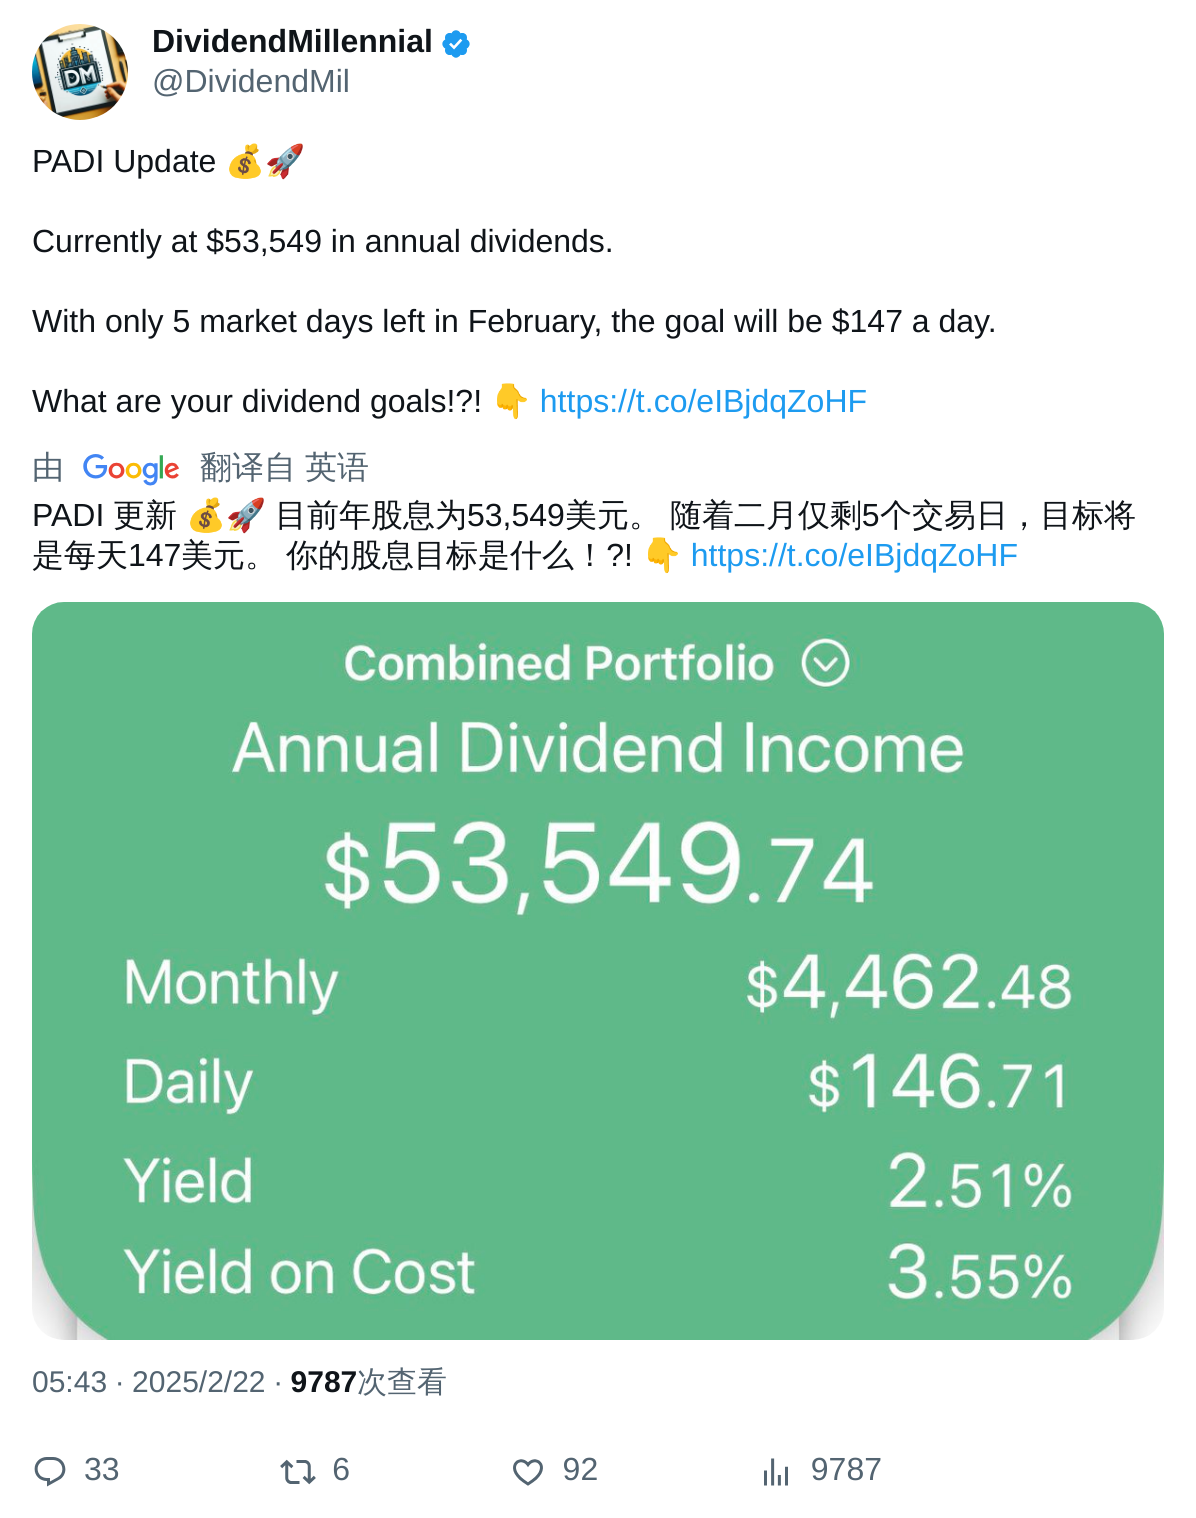 DividendMillennial
@DividendMil
DM
PADI Update 💰🚀
Currently at $53,549 in annual dividends.
With only 5 market days left in February, the goal will be $147 a day.
What are your dividend goals!?! 👇 https://t.co/eIBjdqZoHF
由 Google 翻译自 英语
PADI 更新 💰🚀 目前年股息为53,549美元。 随着二月仅剩5个交易日，目标将
是每天147美元。 你的股息目标是什么！?! 👇 https://t.co/eIBjdqZoHF
Combined Portfolio
Annual Dividend Income
$53,549.74
Monthly $4,462.48
Daily $146.71
Yield 2.51%
Yield on Cost 3.55%
05:43 · 2025/2/22 · 9787次查看
33 6 92 9787